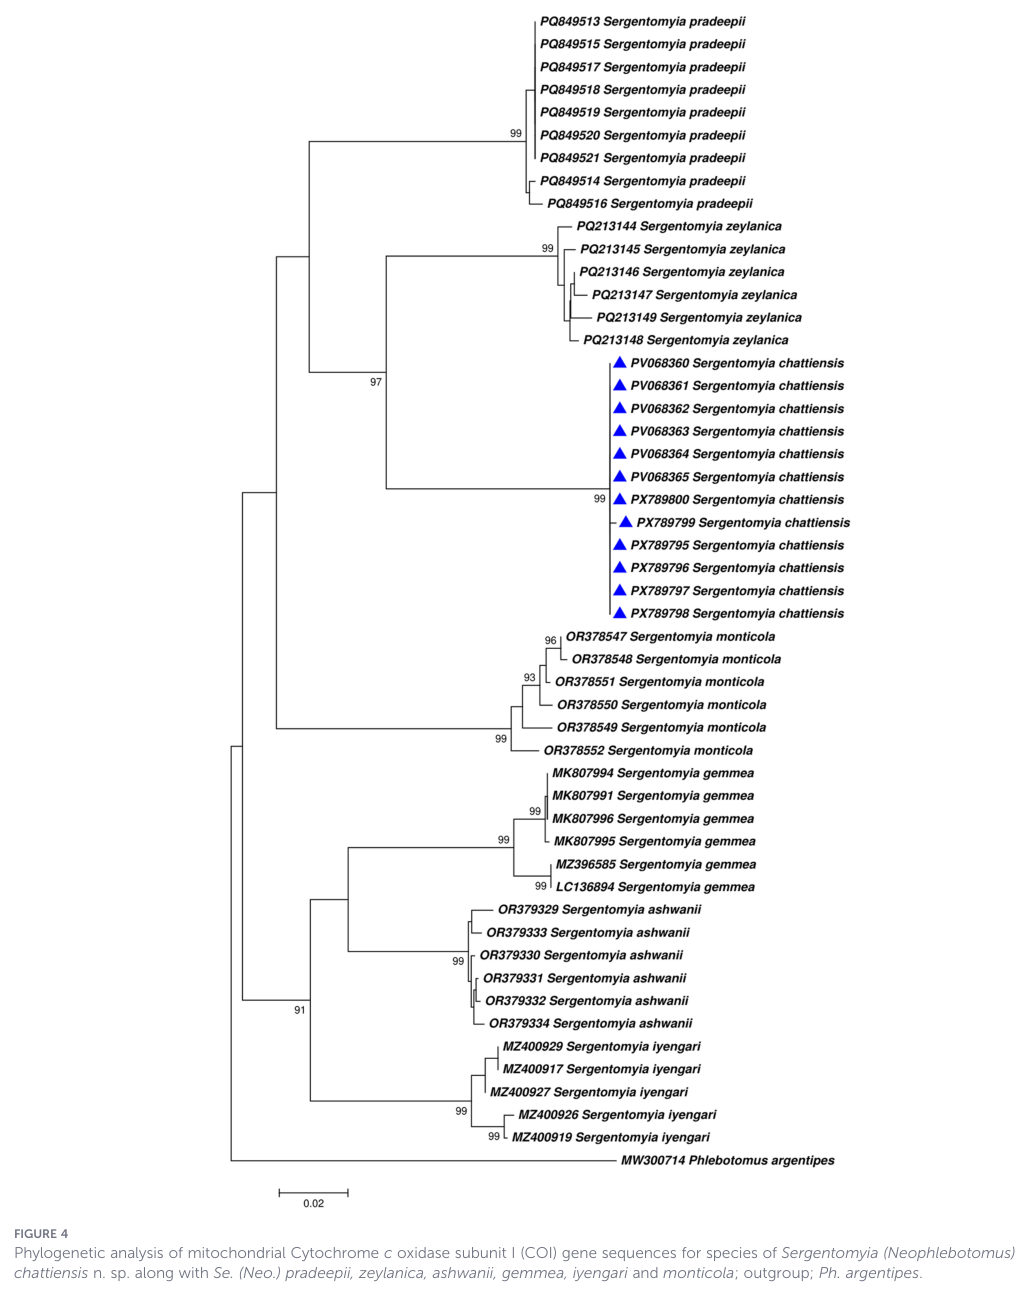 PQ849513 Sergentomyia pradeepii
PQ849515 Sergentomyia pradeepii
PQ849517 Sergentomyia pradeepii
PQ849518 Sergentomyia pradeepii
PQ849519 Sergentomyia pradeepii
99
PQ849520 Sergentomyia pradeepii
PQ849521 Sergentomyia pradeepii
PQ849514 Sergentomyia pradeepii
PQ849516 Sergentomyia pradeepii
PQ213144 Sergentomyia zeylanica
99
PQ213145 Sergentomyia zeylanica
PQ213146 Sergentomyia zeylanica
PQ213147 Sergentomyia zeylanica
PQ213149 Sergentomyia zeylanica
PQ213148 Sergentomyia zeylanica
PV068360 Sergentomyia chattiensis
97
PV068361 Sergentomyia chattiensis
PV068362 Sergentomyia chattiensis
PV068363 Sergentomyia chattiensis
PV068364 Sergentomyia chattiensis
PV068365 Sergentomyia chattiensis
99
PX789800 Sergentomyia chattiensis
PX789799 Sergentomyia chattiensis
PX789795 Sergentomyia chattiensis
PX789796 Sergentomyia chattiensis
PX789797 Sergentomyia chattiensis
PX789798 Sergentomyia chattiensis
96
OR378547 Sergentomyia monticola
OR378548 Sergentomyia monticola
93
OR378551 Sergentomyia monticola
OR378550 Sergentomyia monticola
OR378549 Sergentomyia monticola
99
OR378552 Sergentomyia monticola
MK807994 Sergentomyia gemmea
MK807991 Sergentomyia gemmea
99
MK807996 Sergentomyia gemmea
99
MK807995 Sergentomyia gemmea
MZ396585 Sergentomyia gemmea
99
LC136894 Sergentomyia gemmea
OR379329 Sergentomyia ashwanii
OR379333 Sergentomyia ashwanii
OR379330 Sergentomyia ashwanii
99
OR379331 Sergentomyia ashwanii
OR379332 Sergentomyia ashwanii
91
OR379334 Sergentomyia ashwanii
MZ400929 Sergentomyia iyengari
MZ400917 Sergentomyia iyengari
MZ400927 Sergentomyia iyengari
99
MZ400926 Sergentomyia iyengari
99
MZ400919 Sergentomyia iyengari
MW300714 Phlebotomus argentipes
0.02
FIGURE 4
Phylogenetic analysis of mitochondrial Cytochrome c oxidase subunit I (COI) gene sequences for species of Sergentomyia (Neophlebotomus)
chattiensis n. sp. along with Se. (Neo.) pradeepii, zeylanica, ashwanii, gemmea, iyengari and monticola; outgroup; Ph. argentipes.